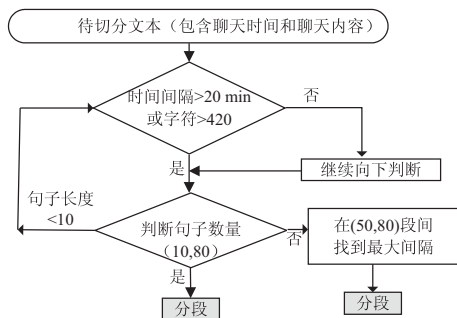 待切分文本（包含聊天时间和聊天内容）
时间间隔>20 min
或字符>420
否
是
继续向下判断
句子长度
<10
判断句子数量
（10,80）
否
在(50,80)段间
找到最大间隔
是
分段
分段